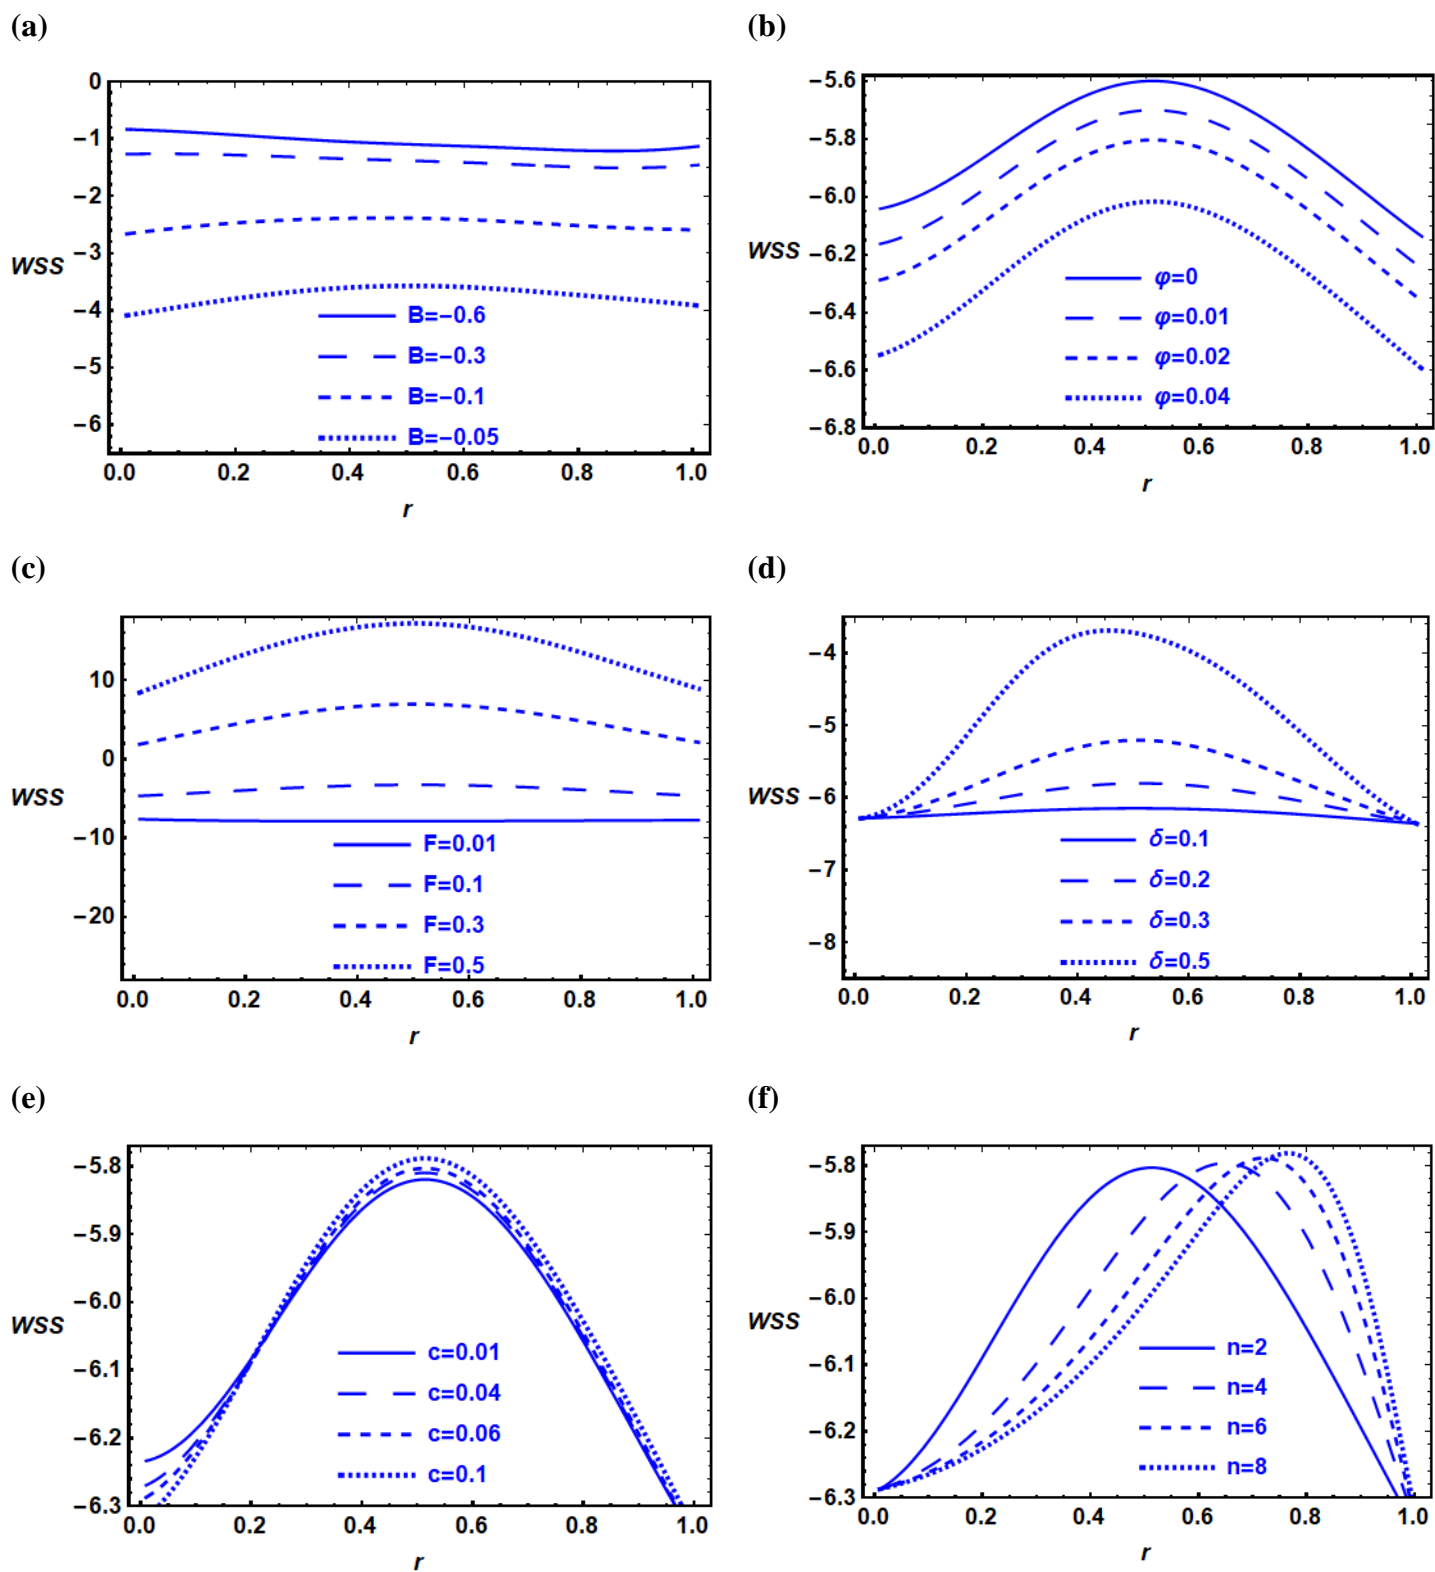 (a)
0
−1
−2
−3
−4
−5
−6
WSS
B=−0.6
B=−0.3
B=−0.1
B=−0.05
0.0 0.2 0.4 0.6 0.8 1.0
r
(b)
−5.6
−5.8
−6.0
−6.2
−6.4
−6.6
−6.8
WSS
φ=0
φ=0.01
φ=0.02
φ=0.04
0.0 0.2 0.4 0.6 0.8 1.0
r
(c)
10
0
−10
−20
WSS
F=0.01
F=0.1
F=0.3
F=0.5
0.0 0.2 0.4 0.6 0.8 1.0
r
(d)
−4
−5
−6
−7
−8
WSS
δ=0.1
δ=0.2
δ=0.3
δ=0.5
0.0 0.2 0.4 0.6 0.8 1.0
r
(e)
−5.8
−5.9
−6.0
−6.1
−6.2
−6.3
WSS
c=0.01
c=0.04
c=0.06
c=0.1
0.0 0.2 0.4 0.6 0.8 1.0
r
(f)
−5.8
−5.9
−6.0
−6.1
−6.2
−6.3
WSS
n=2
n=4
n=6
n=8
0.0 0.2 0.4 0.6 0.8 1.0
r